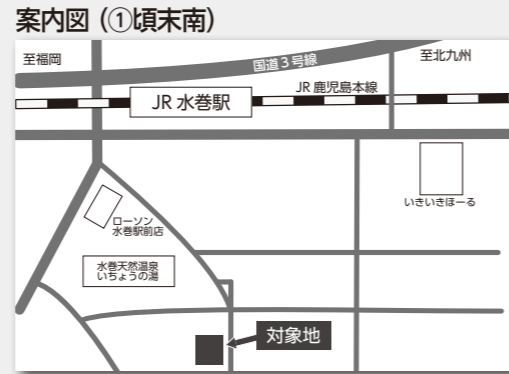 案内図 (①頃末南)
至福岡
国道3号線
至北九州
JR 水巻駅
JR 鹿児島本線
いきいきほーる
ローソン
水巻駅前店
水巻天然温泉
いちょうの湯
対象地